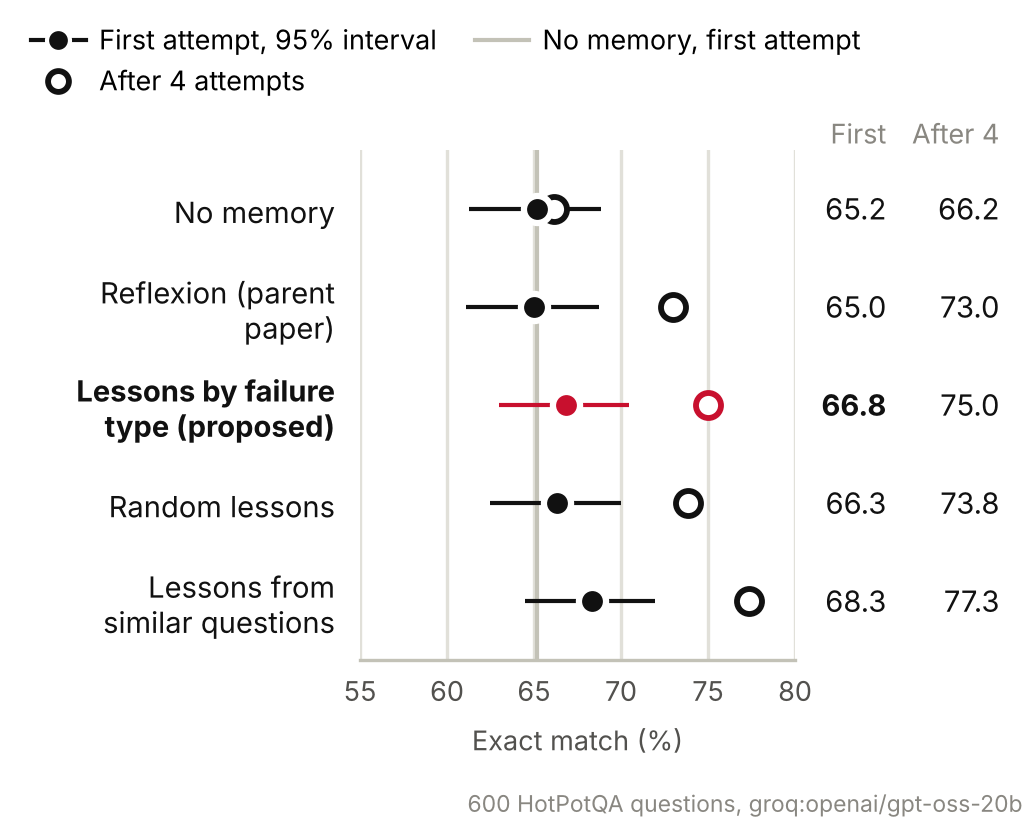 First attempt, 95% interval
No memory, first attempt
After 4 attempts
First After 4
No memory 65.2 66.2
Reflexion (parent
paper) 65.0 73.0
Lessons by failure
type (proposed) 66.8 75.0
Random lessons 66.3 73.8
Lessons from
similar questions 68.3 77.3
55 60 65 70 75 80
Exact match (%)
600 HotPotQA questions, groq:openai/gpt-oss-20b